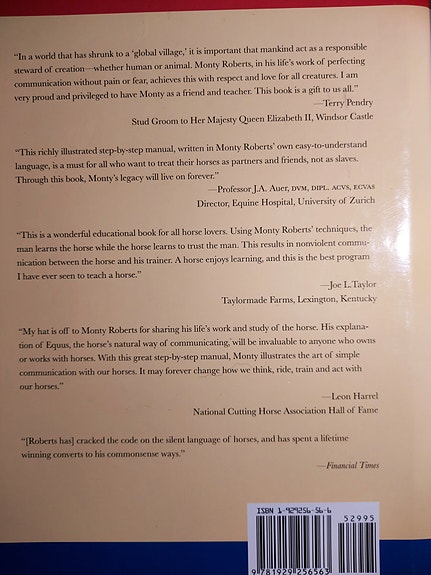 “In a world that has shrunk to a ‘global village,’ it is important that mankind act as a responsible
steward of creation—whether human or animal. Monty Roberts, in his life’s work of perfecting
communication without pain or fear, achieves this with respect and love for all creatures. I am
very proud and privileged to have Monty as a friend and teacher. This book is a gift to us all.”
—Terry Pendry
Stud Groom to Her Majesty Queen Elizabeth II, Windsor Castle
“This richly illustrated step-by-step manual, written in Monty Roberts’ own easy-to-understand
language, is a must for all who want to treat their horses as partners and friends, not as slaves.
Through this book, Monty’s legacy will live on forever.”
—Professor J.A. Auer, DVM, DIPL. ACVS, ECVAS
Director, Equine Hospital, University of Zurich
“This is a wonderful educational book for all horse lovers. Using Monty Roberts’ techniques, the
man learns the horse while the horse learns to trust the man. This results in nonviolent commu-
nication between the horse and his trainer. A horse enjoys learning, and this is the best program
I have ever seen to teach a horse.”
—Joe L.Taylor
Taylormade Farms, Lexington, Kentucky
“My hat is off to Monty Roberts for sharing his life’s work and study of the horse. His explana-
tion of Equus, the horse’s natural way of communicating, will be invaluable to anyone who owns
or works with horses. With this great step-by-step manual, Monty illustrates the art of simple
communication with our horses. It may forever change how we think, ride, train and act with
our horses.”
—Leon Harrel
National Cutting Horse Association Hall of Fame
“[Roberts has] cracked the code on the silent language of horses, and has spent a lifetime
winning converts to his commonsense ways.”
—Financial Times
ISBN 1-929256-56-6
52995
9 781929 256563